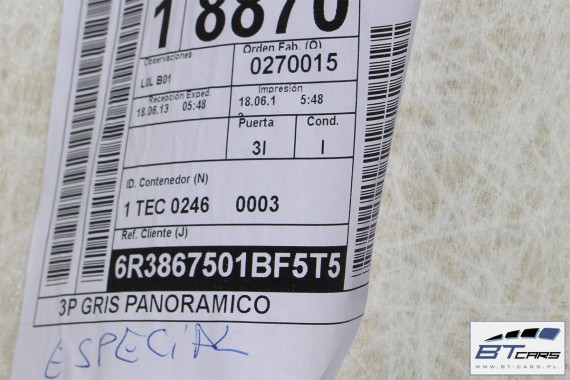 1 8870
Observaciones Orden Fab. (O)
L0L B01 0270015
Recepción Exped. Impresión
18.06.13 05:48 18.06.1 5:48
Puerta Cond.
3I I
ID. Contenedor (N)
1 TEC 0246 0003
Ref. Cliente (J)
6R3867501BF5T5
3P GRIS PANORAMICO
ESPECIAL
BT CARS
WWW.BT-CARS.PL